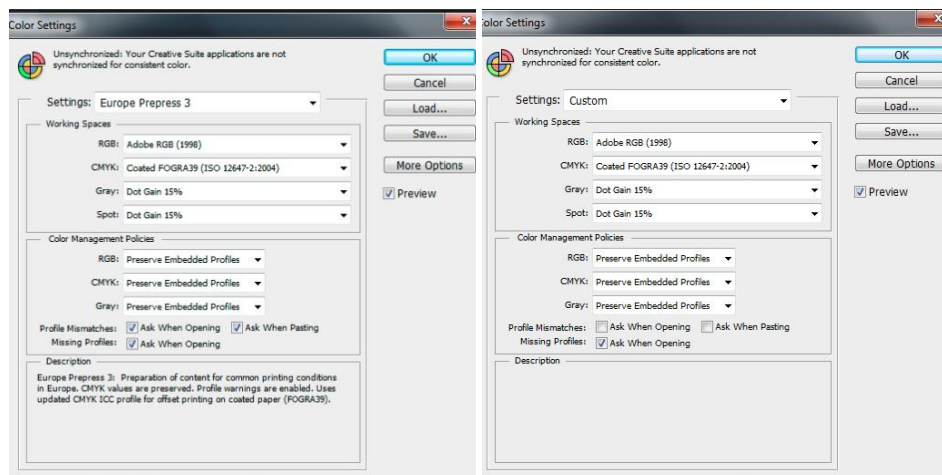 Color Settings
Unsynchronized: Your Creative Suite applications are not
synchronized for consistent color.
OK
Cancel
Load...
Save...
More Options
Preview
Settings: Europe Prepress 3
Working Spaces
RGB: Adobe RGB (1998)
CMYK: Coated FOGRA39 (ISO 12647-2:2004)
Gray: Dot Gain 15%
Spot: Dot Gain 15%
Color Management Policies
RGB: Preserve Embedded Profiles
CMYK: Preserve Embedded Profiles
Gray: Preserve Embedded Profiles
Profile Mismatches: Ask When Opening Ask When Pasting
Missing Profiles: Ask When Opening
Description
Europe Prepress 3: Preparation of content for common printing conditions
in Europe. CMYK values are preserved. Profile warnings are enabled. Uses
updated CMYK ICC profile for offset printing on coated paper (FOGRA39).
Color Settings
Unsynchronized: Your Creative Suite applications are not
synchronized for consistent color.
OK
Cancel
Load...
Save...
More Options
Preview
Settings: Custom
Working Spaces
RGB: Adobe RGB (1998)
CMYK: Coated FOGRA39 (ISO 12647-2:2004)
Gray: Dot Gain 15%
Spot: Dot Gain 15%
Color Management Policies
RGB: Preserve Embedded Profiles
CMYK: Preserve Embedded Profiles
Gray: Preserve Embedded Profiles
Profile Mismatches: Ask When Opening Ask When Pasting
Missing Profiles: Ask When Opening
Description